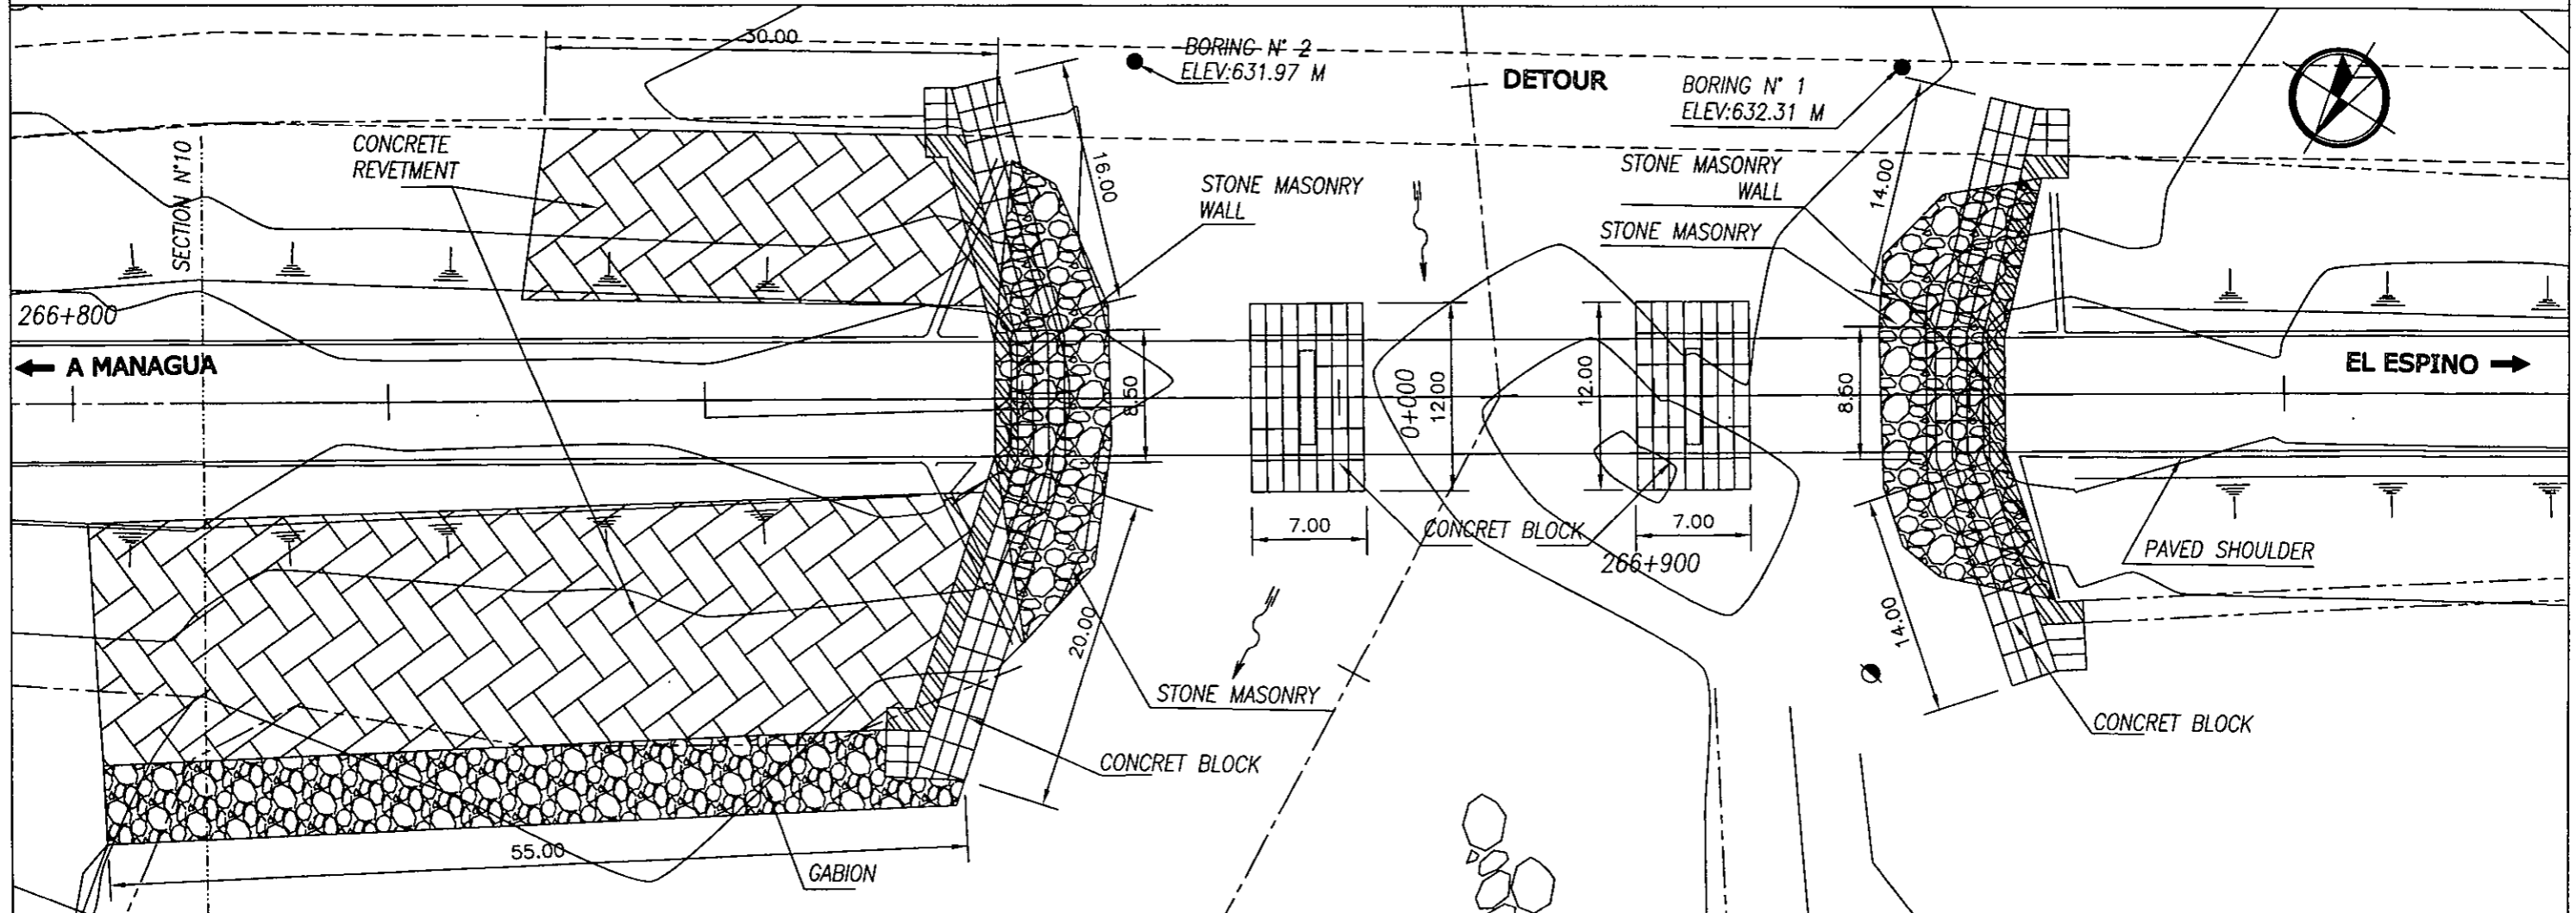 30.00
BORING N° 2
ELEV:631.97 M
DETOUR
BORING N° 1
ELEV:632.31 M
CONCRETE
REVETMENT
SECTION N°10
16.00
STONE MASONRY
WALL
STONE MASONRY
WALL
14.00
STONE MASONRY
266+800
A MANAGUA
8.50
0+000
12.00
12.00
8.50
EL ESPINO
7.00
CONCRET BLOCK
7.00
266+900
PAVED SHOULDER
20.00
14.00
STONE MASONRY
CONCRET BLOCK
CONCRET BLOCK
55.00
GABION